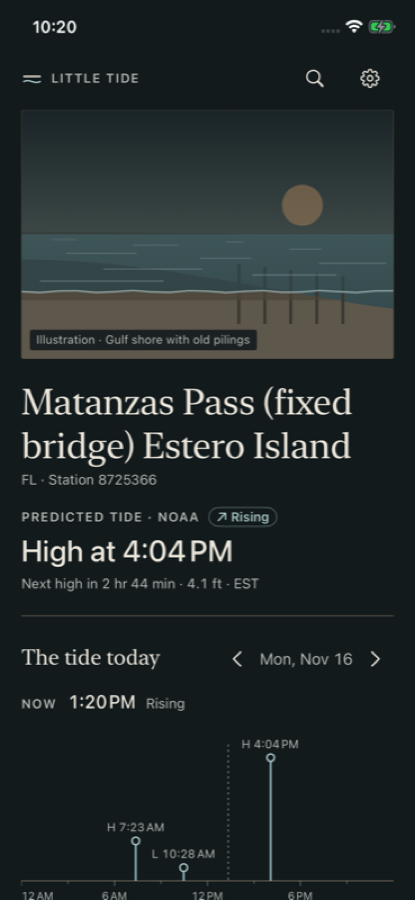 10:20
LITTLE TIDE
Illustration · Gulf shore with old pilings
Matanzas Pass (fixed
bridge) Estero Island
FL · Station 8725366
PREDICTED TIDE · NOAA ↗ Rising
High at 4:04 PM
Next high in 2 hr 44 min · 4.1 ft · EST
The tide today
Mon, Nov 16
NOW 1:20 PM Rising
H 4:04 PM
H 7:23 AM
L 10:28 AM
12 AM 6 AM 12 PM 6 PM